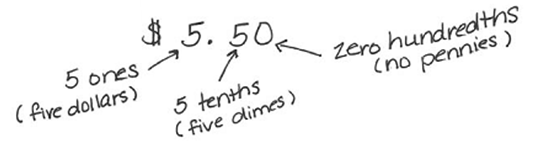 $ 5.50
5 ones
(five dollars)
5 tenths
(five dimes)
zero hundredths
(no pennies)